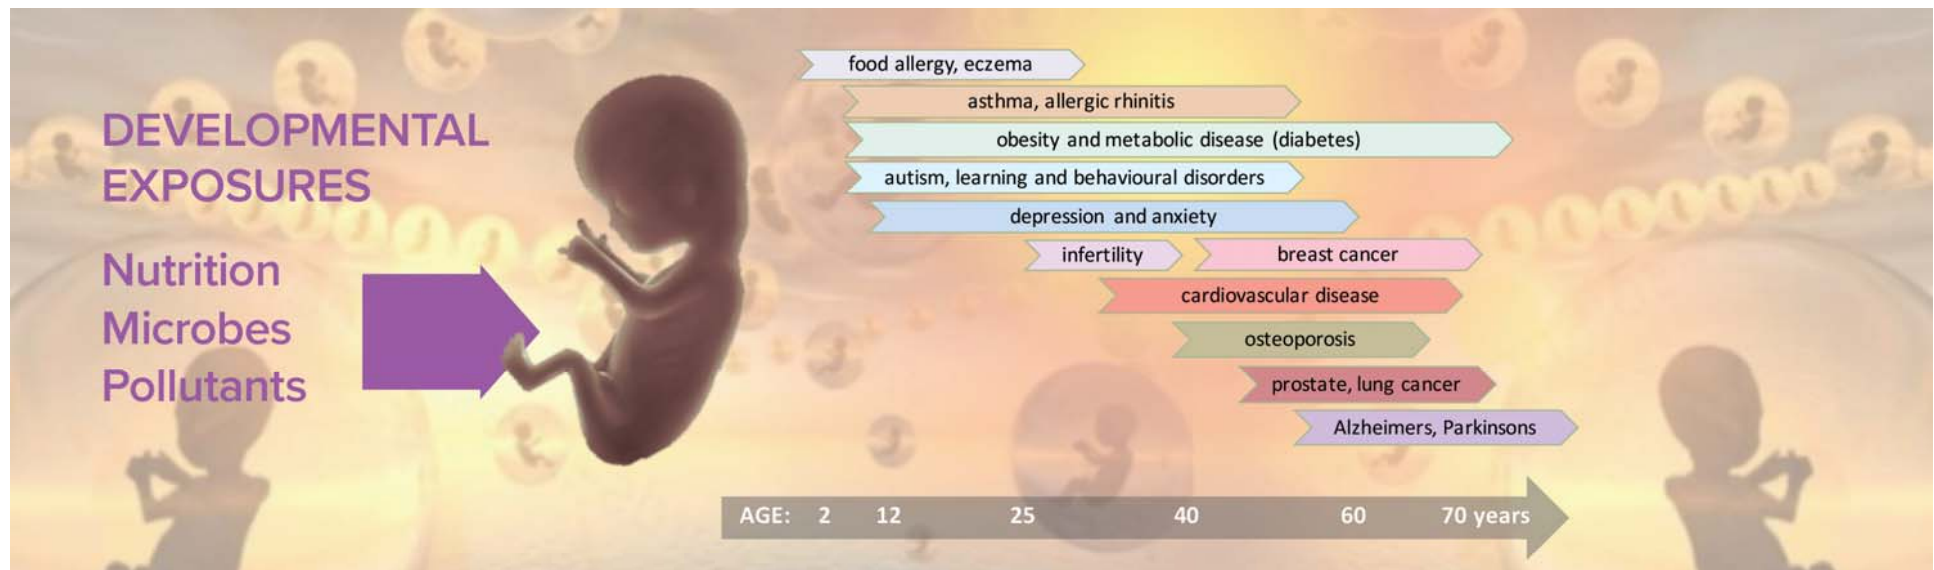 DEVELOPMENTAL
EXPOSURES
Nutrition
Microbes
Pollutants
food allergy, eczema
asthma, allergic rhinitis
obesity and metabolic disease (diabetes)
autism, learning and behavioural disorders
depression and anxiety
infertility
breast cancer
cardiovascular disease
osteoporosis
prostate, lung cancer
Alzheimers, Parkinsons
AGE: 2 12 25 40 60 70 years